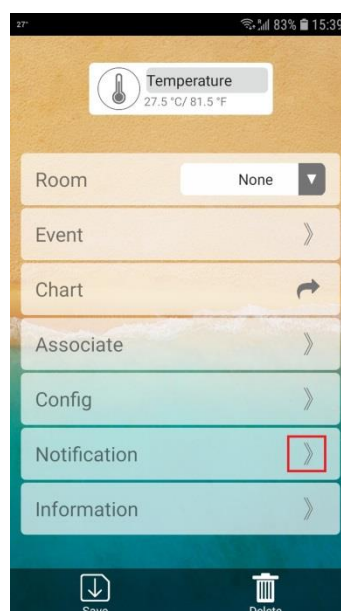 27° 83% 15:39
Temperature
27.5 °C/ 81.5 °F
Room None
Event
Chart
Associate
Config
Notification
Information
Save Delete